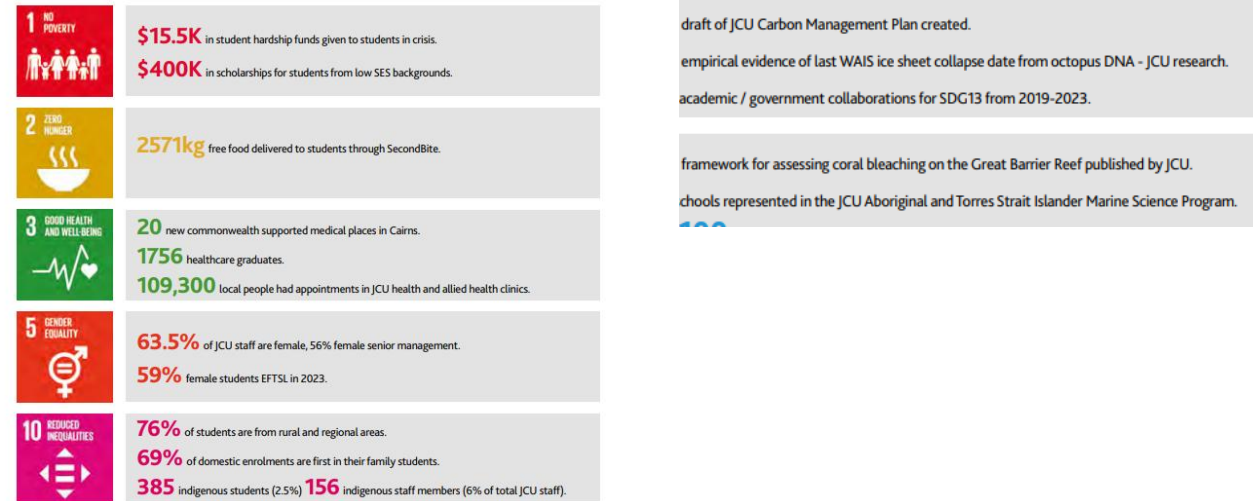 1 NO
POVERTY
$15.5K in student hardship funds given to students in crisis.
$400K in scholarships for students from low SES backgrounds.
2 ZERO
HUNGER
2571kg free food delivered to students through SecondBite.
3 GOOD HEALTH
AND WELL-BEING
20 new commonwealth supported medical places in Cairns.
1756 healthcare graduates.
109,300 local people had appointments in JCU health and allied health clinics.
5 GENDER
EQUALITY
63.5% of JCU staff are female, 56% female senior management.
59% female students EFTSL in 2023.
10 REDUCED
INEQUALITIES
76% of students are from rural and regional areas.
69% of domestic enrolments are first in their family students.
385 indigenous students (2.5%) 156 indigenous staff members (6% of total JCU staff).
draft of JCU Carbon Management Plan created.
empirical evidence of last WAIS ice sheet collapse date from octopus DNA - JCU research.
academic / government collaborations for SDG13 from 2019-2023.
framework for assessing coral bleaching on the Great Barrier Reef published by JCU.
chools represented in the JCU Aboriginal and Torres Strait Islander Marine Science Program.